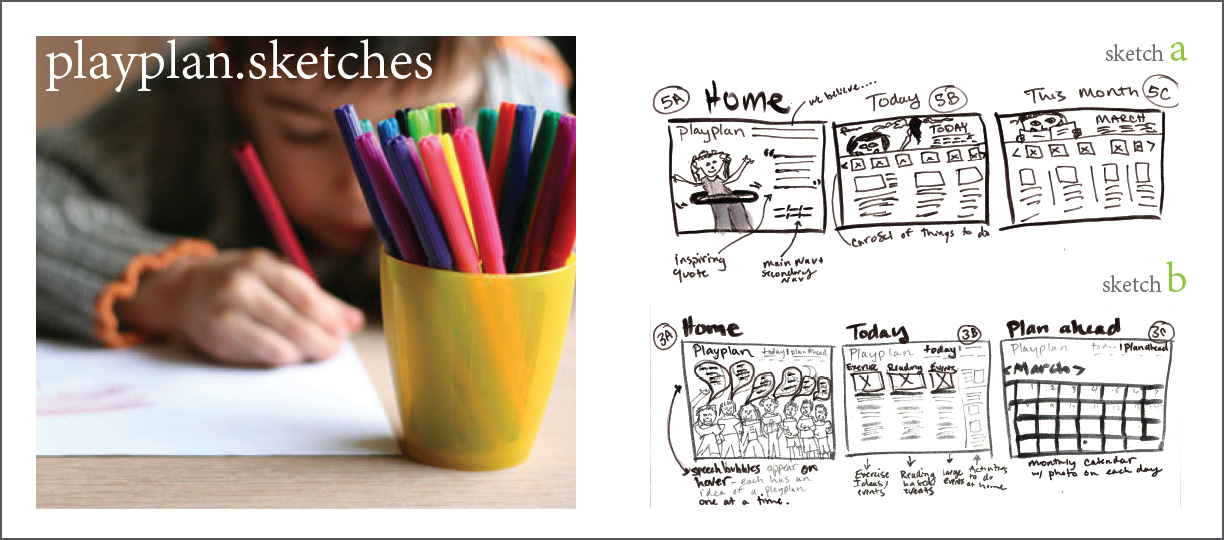 playplan.sketches
sketch a
5A Home
we believe....
Today 5B
This month 5C
playplan
TODAY
MARCH
carosel of things to do
inspiring
quote
main nav +
secondary
nav
sketch b
3A Home
Today 3B
Plan ahead 3C
Playplan today | plan ahead
Playplan today
Exercise Reading Events
Playplan today | plan ahead
< March >
speech bubbles appear on
hover - each has an
idea of a playplan
one at a time.
Exercise
Ideas/
events
Reading
based
events
large
events
Activities
to do
at home
monthly calendar
w/ photo on each day